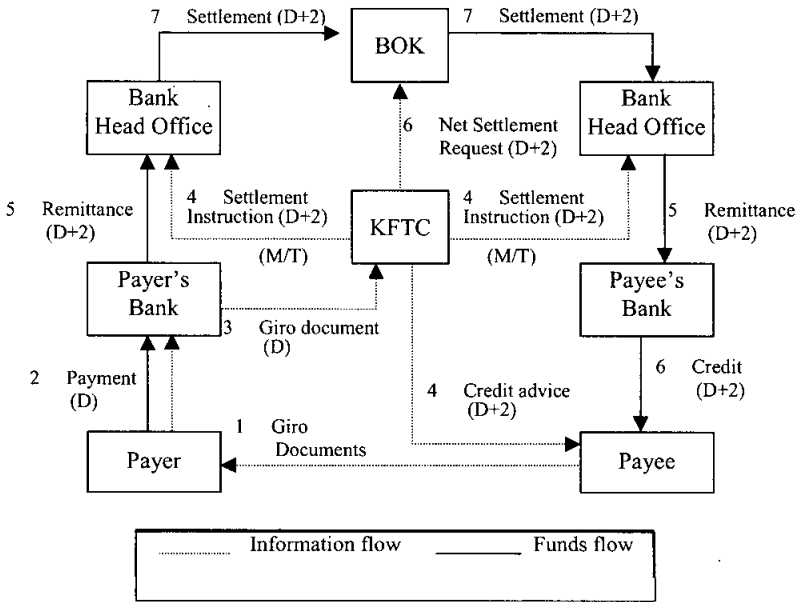 7 Settlement (D+2)
7 Settlement (D+2)
BOK
Bank
Head Office
Bank
Head Office
6 Net Settlement
Request (D+2)
5 Remittance
(D+2)
4 Settlement
Instruction (D+2)
KFTC
4 Settlement
Instruction (D+2)
5 Remittance
(D+2)
(M/T)
(M/T)
Payer's
Bank
Payee's
Bank
3 Giro document
(D)
2 Payment
(D)
4 Credit advice
(D+2)
6 Credit
(D+2)
1 Giro
Documents
Payer
Payee
Information flow
Funds flow